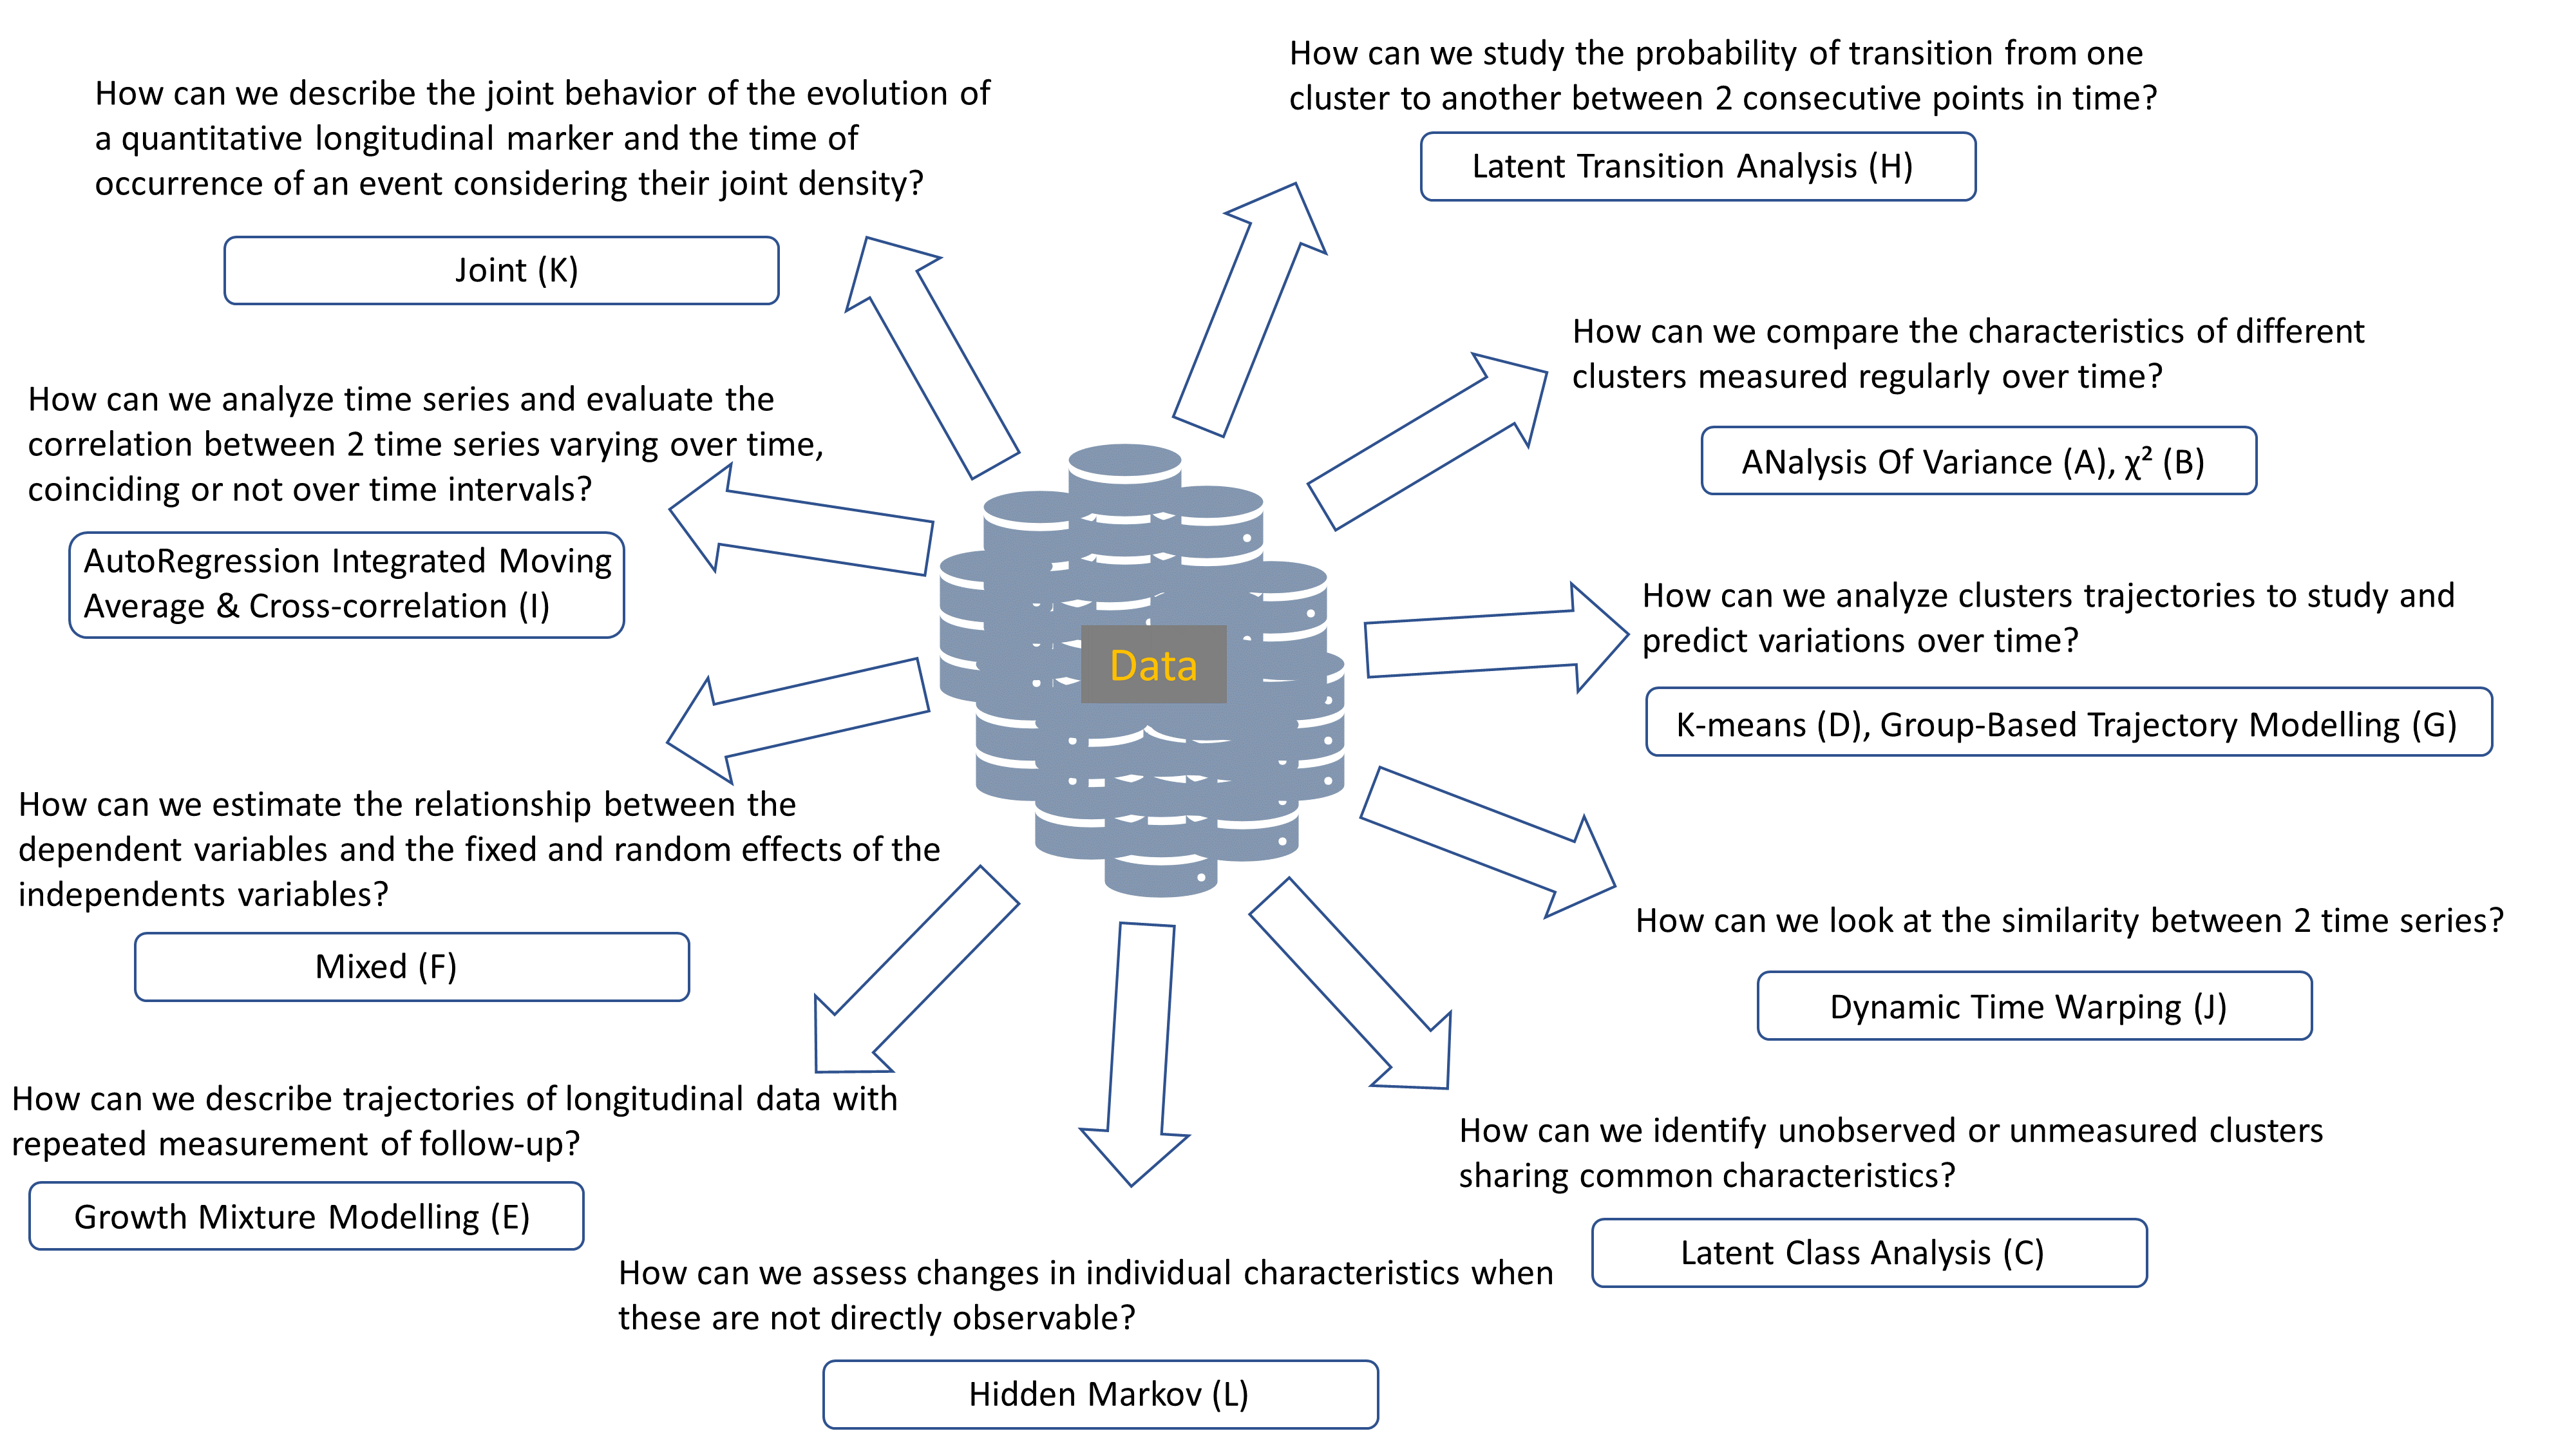 How can we describe the joint behavior of the evolution of
a quantitative longitudinal marker and the time of
occurrence of an event considering their joint density?
Joint (K)
How can we study the probability of transition from one
cluster to another between 2 consecutive points in time?
Latent Transition Analysis (H)
How can we compare the characteristics of different
clusters measured regularly over time?
ANalysis Of Variance (A), χ² (B)
How can we analyze time series and evaluate the
correlation between 2 time series varying over time,
coinciding or not over time intervals?
AutoRegression Integrated Moving
Average & Cross-correlation (I)
How can we analyze clusters trajectories to study and
predict variations over time?
K-means (D), Group-Based Trajectory Modelling (G)
Data
How can we estimate the relationship between the
dependent variables and the fixed and random effects of the
independents variables?
Mixed (F)
How can we look at the similarity between 2 time series?
Dynamic Time Warping (J)
How can we describe trajectories of longitudinal data with
repeated measurement of follow-up?
Growth Mixture Modelling (E)
How can we identify unobserved or unmeasured clusters
sharing common characteristics?
Latent Class Analysis (C)
How can we assess changes in individual characteristics when
these are not directly observable?
Hidden Markov (L)